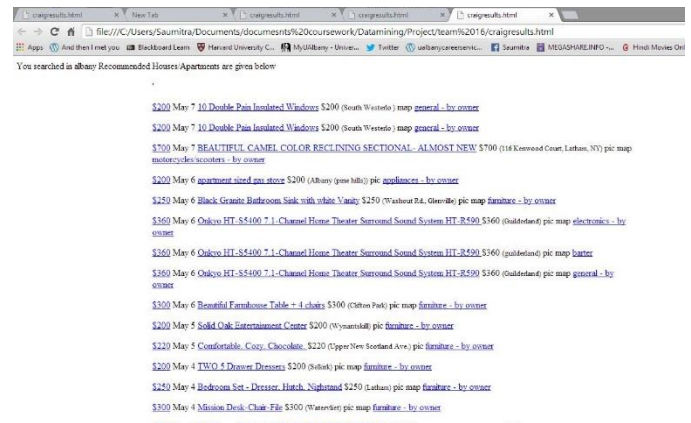 craigresults.html
New Tab
craigresults.html
craigresults.html
craigresults.html
file:///C:/Users/Saumitra/Documents/documesnts%20coursework/Datamining/Project/team%2016/craigresults.html
Apps And then I met you Blackboard Learn Harvard University C... MyUAlbany - Univer... Twitter ualbanycareerservic... Saumitra MEGASHARE.INFO -... Hindi Movies Onl
You searched in albany Recommended Houses/Apartments are given below
$200 May 7 10 Double Pain Insulated Windows $200 (South Westerlo ) map general - by owner
$200 May 7 10 Double Pain Insulated Windows $200 (South Westerlo ) map general - by owner
$700 May 7 BEAUTIFUL CAMEL COLOR RECLINING SECTIONAL- ALMOST NEW $700 (116 Kenwood Court, Latham, NY) pic map
motorcycles/scooters - by owner
$200 May 6 apartment sized gas stove $200 (Albany (pine hills)) pic appliances - by owner
$250 May 6 Black Granite Bathroom Sink with white Vanity $250 (Washout Rd., Glenville) pic map furniture - by owner
$360 May 6 Onkyo HT-S5400 7.1-Channel Home Theater Surround Sound System HT-R590 $360 (Guilderland) pic map electronics - by
owner
$360 May 6 Onkyo HT-S5400 7.1-Channel Home Theater Surround Sound System HT-R590 $360 (guilderland) pic map barter
$360 May 6 Onkyo HT-S5400 7.1-Channel Home Theater Surround Sound System HT-R590 $360 (Guilderland) pic map general - by
owner
$300 May 6 Beautiful Farmhouse Table + 4 chairs $300 (Clifton Park) pic map furniture - by owner
$200 May 5 Solid Oak Entertainment Center $200 (Wynantskill) pic furniture - by owner
$220 May 5 Comfortable, Cozy, Chocolate. $220 (Upper New Scotland Ave.) pic furniture - by owner
$200 May 4 TWO 5 Drawer Dressers $200 (Selkirk) pic map furniture - by owner
$250 May 4 Bedroom Set - Dresser, Hutch, Nighstand $250 (Latham) pic map furniture - by owner
$300 May 4 Mission Desk-Chair-File $300 (Watervliet) pic map furniture - by owner